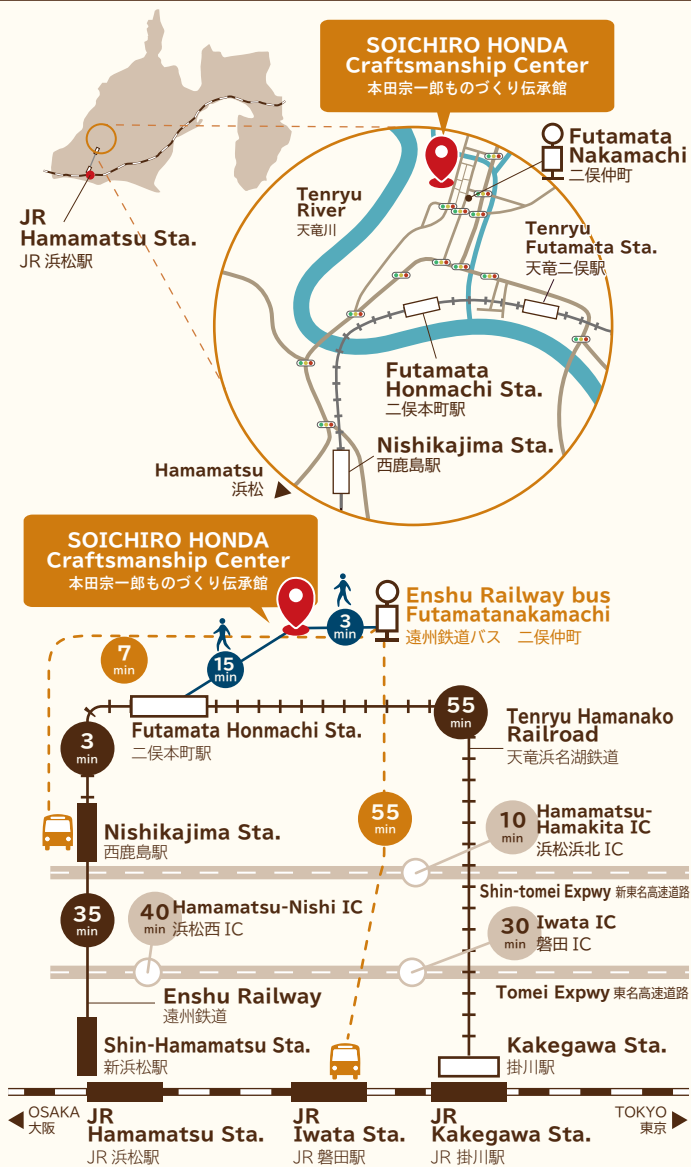 SOICHIRO HONDA
Craftsmanship Center
本田宗一郎ものづくり伝承館
Futamata
Nakamachi
二俣仲町
Tenryu
River
天竜川
JR
Hamamatsu Sta.
JR 浜松駅
Tenryu
Futamata Sta.
天竜二俣駅
Futamata
Honmachi Sta.
二俣本町駅
Nishikajima Sta.
西鹿島駅
Hamamatsu
浜松
SOICHIRO HONDA
Craftsmanship Center
本田宗一郎ものづくり伝承館
Enshu Railway bus
Futamatanakamachi
遠州鉄道バス 二俣仲町
3
min
7
min
15
min
55
min
Futamata Honmachi Sta.
二俣本町駅
3
min
Tenryu Hamanako
Railroad
天竜浜名湖鉄道
55
min
10
min
Hamamatsu-
Hamakita IC
浜松浜北 IC
Nishikajima Sta.
西鹿島駅
Shin-tomei Expwy 新東名高速道路
35
min
40
min
Hamamatsu-Nishi IC
浜松西 IC
30
min
Iwata IC
磐田 IC
Tomei Expwy 東名高速道路
Enshu Railway
遠州鉄道
Shin-Hamamatsu Sta.
新浜松駅
Kakegawa Sta.
掛川駅
OSAKA
大阪
JR
Hamamatsu Sta.
JR 浜松駅
JR
Iwata Sta.
JR 磐田駅
JR
Kakegawa Sta.
JR 掛川駅
TOKYO
東京